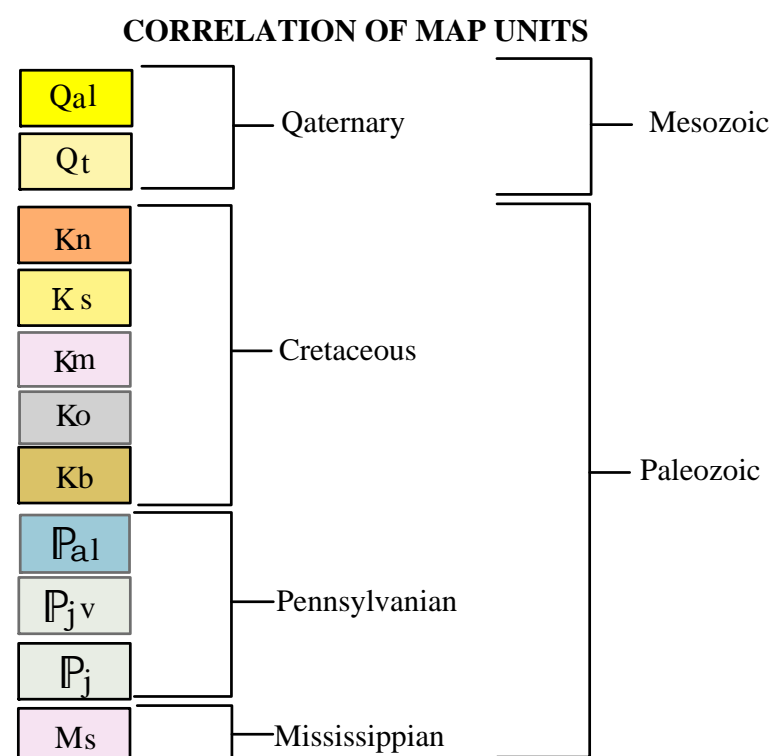 CORRELATION OF MAP UNITS
Qal
Qt
Qaternary
Mesozoic
Kn
Ks
Km
Ko
Kb
Cretaceous
Paleozoic
ℙal
ℙjv
ℙj
Pennsylvanian
Ms
Mississippian